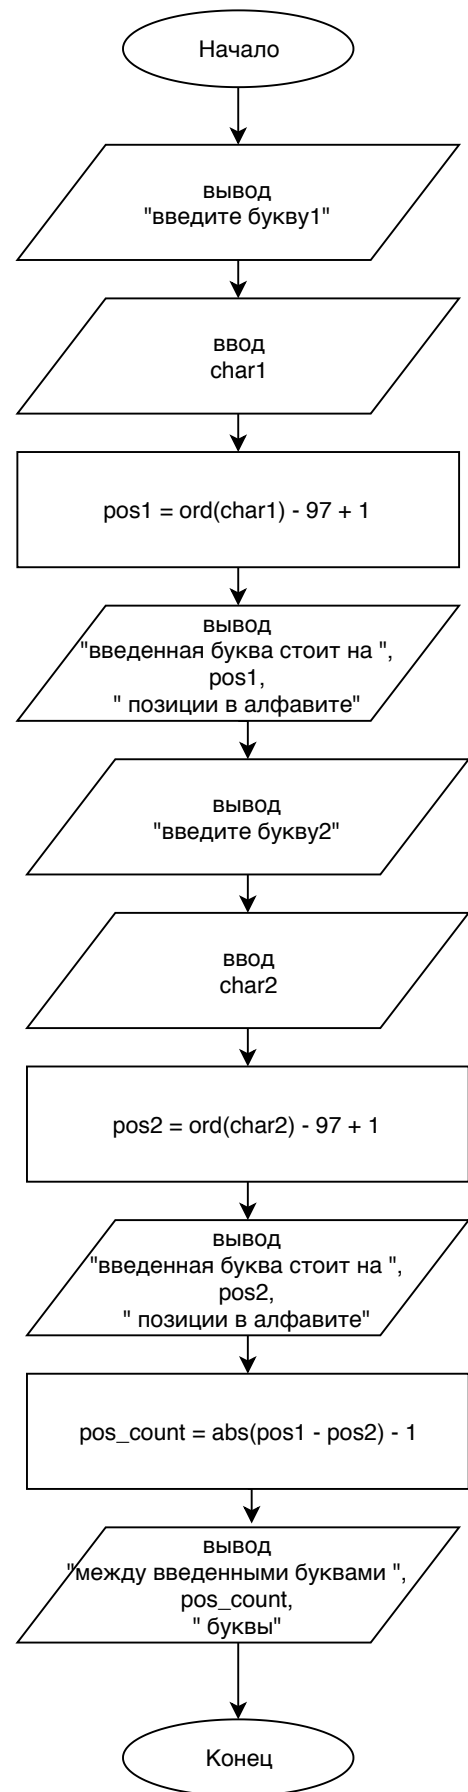 Начало
вывод
"введите букву1"
ввод
char1
pos1 = ord(char1) - 97 + 1
вывод
"введенная буква стоит на ",
pos1,
" позиции в алфавите"
вывод
"введите букву2"
ввод
char2
pos2 = ord(char2) - 97 + 1
вывод
"введенная буква стоит на ",
pos2,
" позиции в алфавите"
pos_count = abs(pos1 - pos2) - 1
вывод
"между введенными буквами ",
pos_count,
" буквы"
Конец